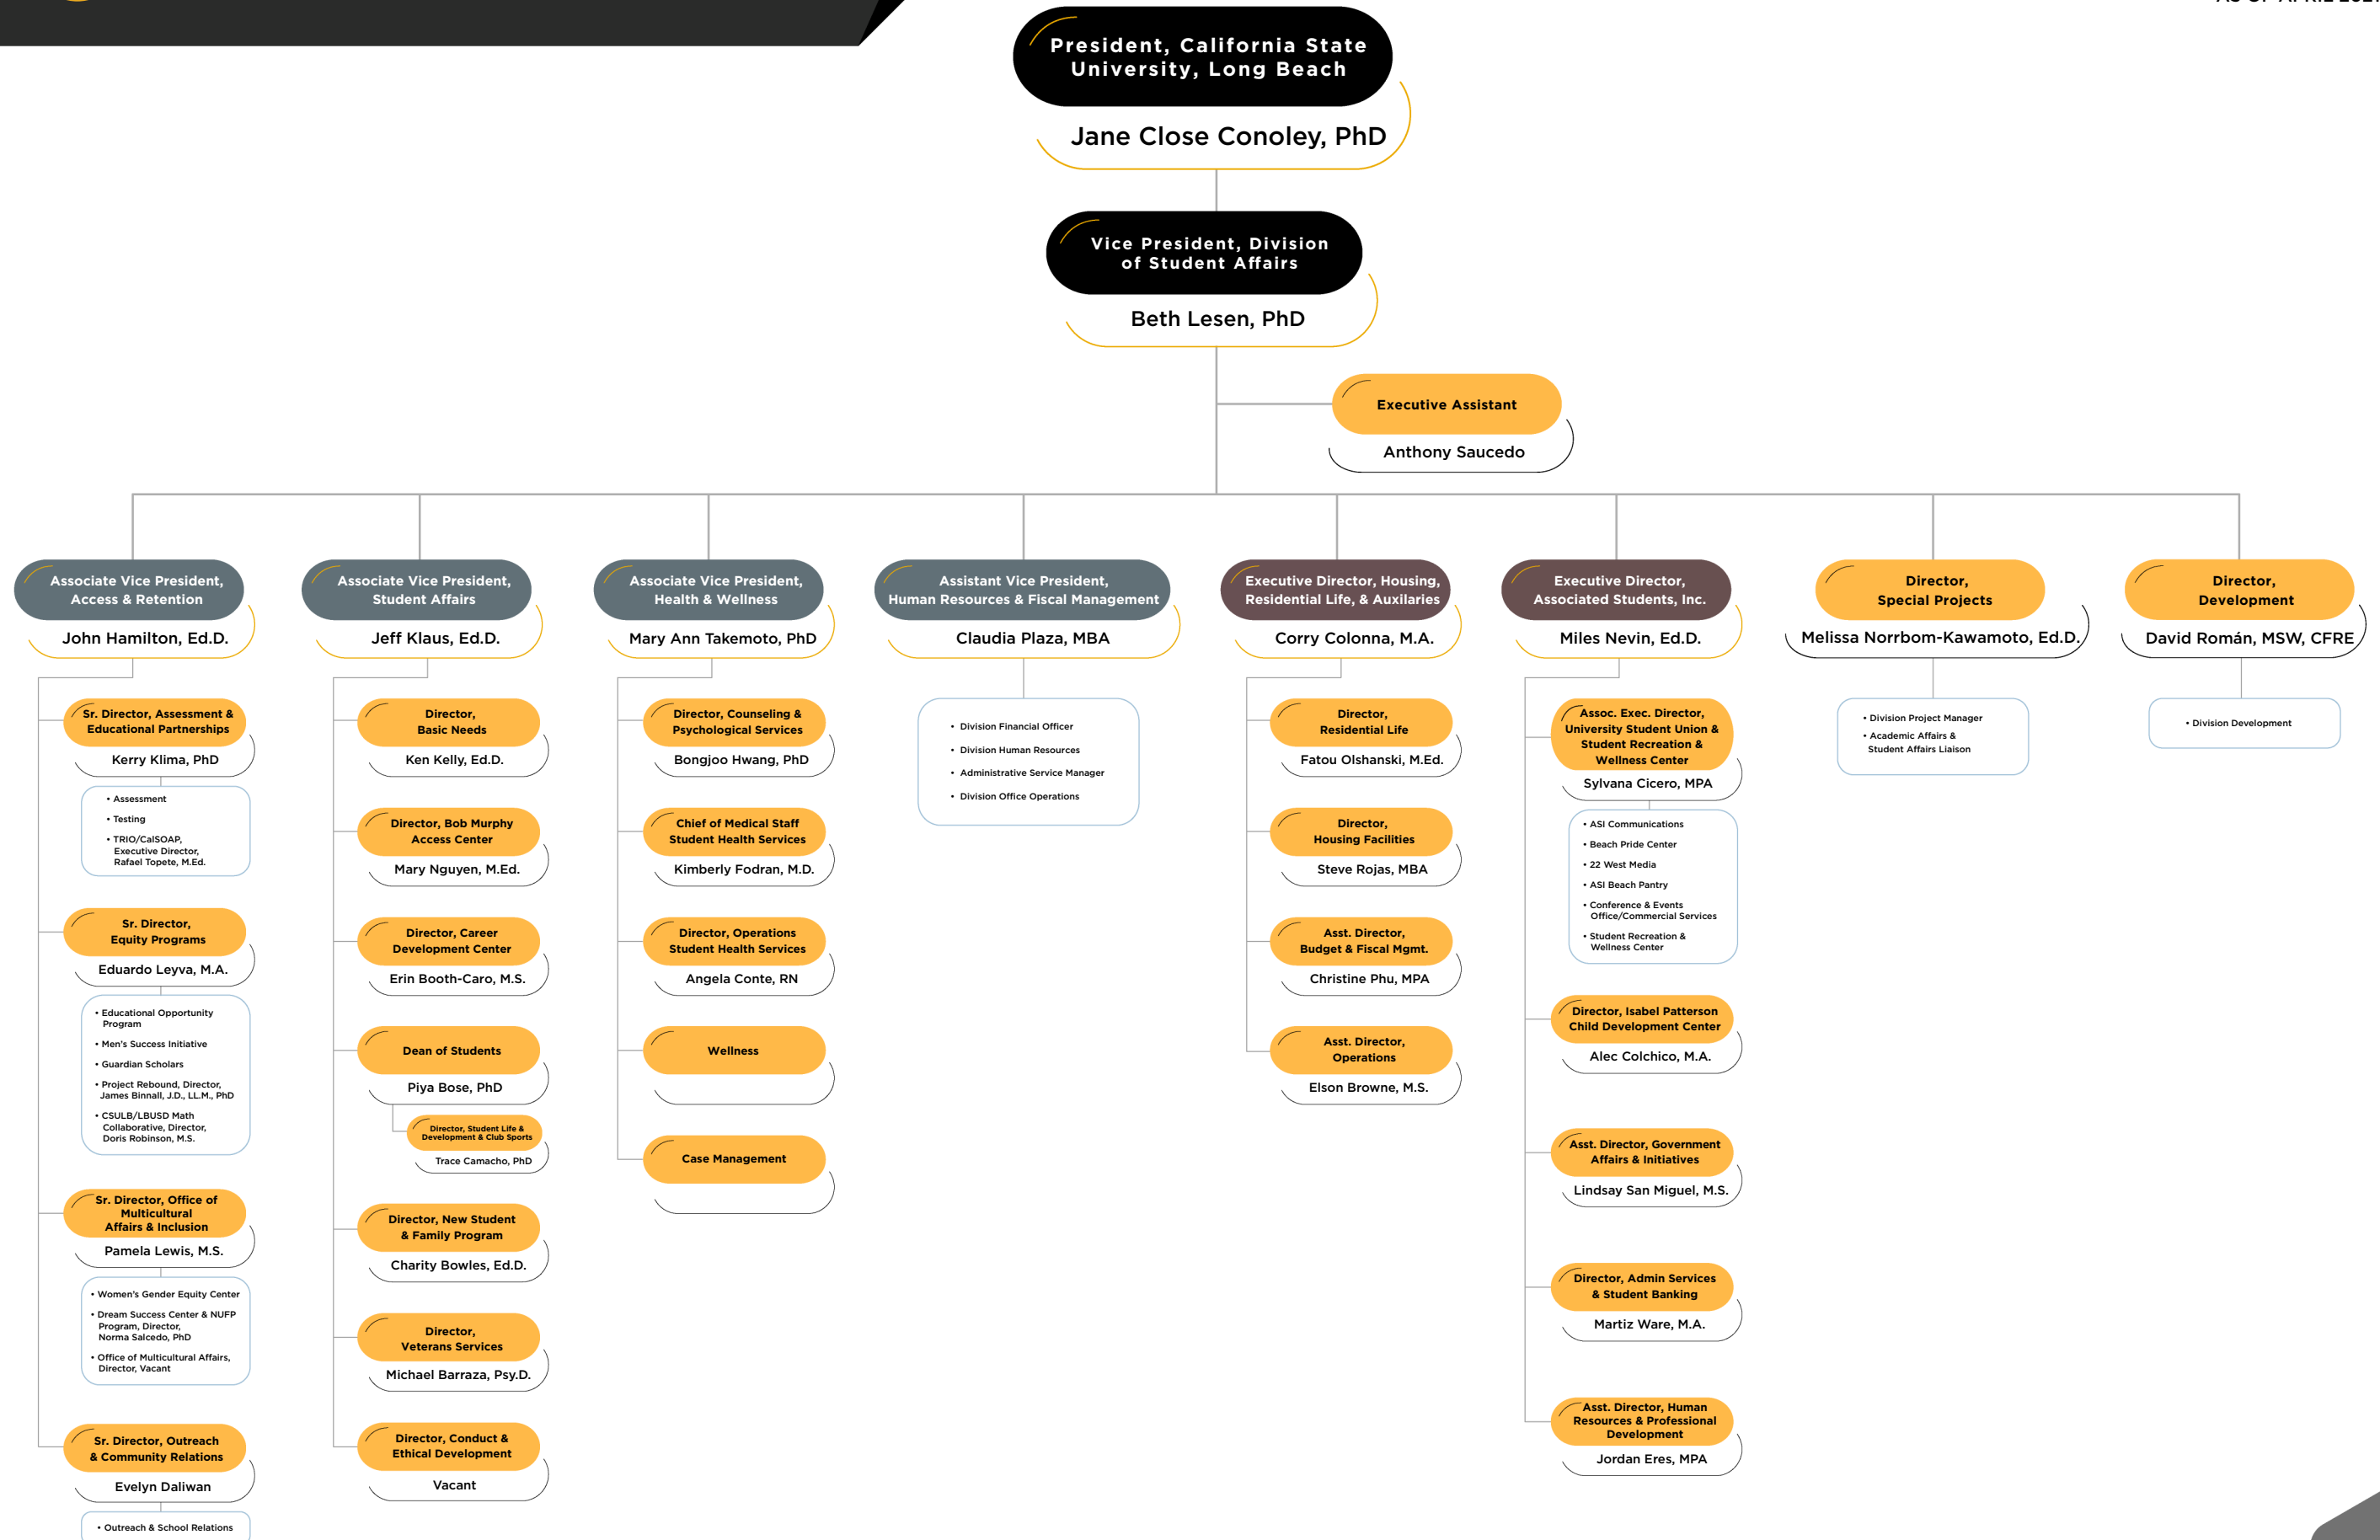 President, California State
University, Long Beach
Jane Close Conoley, PhD
Vice President, Division
of Student Affairs
Beth Lesen, PhD
Executive Assistant
Anthony Saucedo
Associate Vice President,
Access & Retention
John Hamilton, Ed.D.
Sr. Director, Assessment &
Educational Partnerships
Kerry Klima, PhD
• Assessment
• Testing
• TRIO/CalSOAP,
Executive Director,
Rafael Topete, M.Ed.
Sr. Director,
Equity Programs
Eduardo Leyva, M.A.
• Educational Opportunity
Program
• Men's Success Initiative
• Guardian Scholars
• Project Rebound, Director,
James Binnall, J.D., LL.M., PhD
• CSULB/LBUSD Math
Collaborative, Director,
Doris Robinson, M.S.
Sr. Director, Office of
Multicultural
Affairs & Inclusion
Pamela Lewis, M.S.
• Women's Gender Equity Center
• Dream Success Center & NUFP
Program, Director,
Norma Salcedo, PhD
• Office of Multicultural Affairs,
Director, Vacant
Sr. Director, Outreach
& Community Relations
Evelyn Daliwan
• Outreach & School Relations
Associate Vice President,
Student Affairs
Jeff Klaus, Ed.D.
Director,
Basic Needs
Ken Kelly, Ed.D.
Director, Bob Murphy
Access Center
Mary Nguyen, M.Ed.
Director, Career
Development Center
Erin Booth-Caro, M.S.
Dean of Students
Piya Bose, PhD
Director, Student Life &
Development & Club Sports
Trace Camacho, PhD
Director, New Student
& Family Program
Charity Bowles, Ed.D.
Director,
Veterans Services
Michael Barraza, Psy.D.
Director, Conduct &
Ethical Development
Vacant
Associate Vice President,
Health & Wellness
Mary Ann Takemoto, PhD
Director, Counseling &
Psychological Services
Bongjoo Hwang, PhD
Chief of Medical Staff
Student Health Services
Kimberly Fodran, M.D.
Director, Operations
Student Health Services
Angela Conte, RN
Wellness
Case Management
Assistant Vice President,
Human Resources & Fiscal Management
Claudia Plaza, MBA
• Division Financial Officer
• Division Human Resources
• Administrative Service Manager
• Division Office Operations
Executive Director, Housing,
Residential Life, & Auxilaries
Corry Colonna, M.A.
Director,
Residential Life
Fatou Olshanski, M.Ed.
Director,
Housing Facilities
Steve Rojas, MBA
Asst. Director,
Budget & Fiscal Mgmt.
Christine Phu, MPA
Asst. Director,
Operations
Elson Browne, M.S.
Executive Director,
Associated Students, Inc.
Miles Nevin, Ed.D.
Assoc. Exec. Director,
University Student Union &
Student Recreation &
Wellness Center
Sylvana Cicero, MPA
• ASI Communications
• Beach Pride Center
• 22 West Media
• ASI Beach Pantry
• Conference & Events
Office/Commercial Services
• Student Recreation &
Wellness Center
Director, Isabel Patterson
Child Development Center
Alec Colchico, M.A.
Asst. Director, Government
Affairs & Initiatives
Lindsay San Miguel, M.S.
Director, Admin Services
& Student Banking
Martiz Ware, M.A.
Asst. Director, Human
Resources & Professional
Development
Jordan Eres, MPA
Director,
Special Projects
Melissa Norrbom-Kawamoto, Ed.D.
• Division Project Manager
• Academic Affairs &
Student Affairs Liaison
Director,
Development
David Román, MSW, CFRE
• Division Development